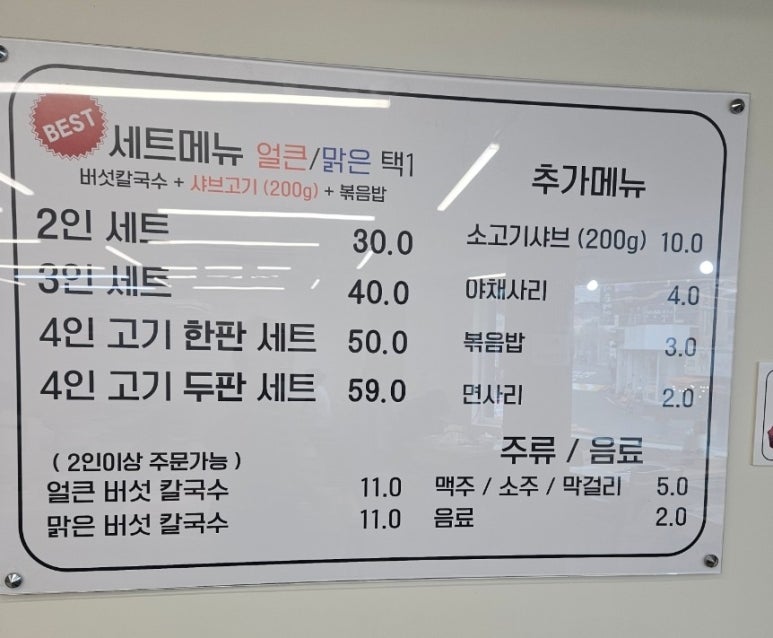 BEST
세트메뉴 얼큰/맑은 택1
버섯칼국수 + 샤브고기 (200g) + 볶음밥
2인 세트 30.0
3인 세트 40.0
4인 고기 한판 세트 50.0
4인 고기 두판 세트 59.0
( 2인이상 주문가능 )
얼큰 버섯 칼국수 11.0
맑은 버섯 칼국수 11.0
추가메뉴
소고기샤브 (200g) 10.0
야채사리 4.0
볶음밥 3.0
면사리 2.0
주류 / 음료
맥주 / 소주 / 막걸리 5.0
음료 2.0